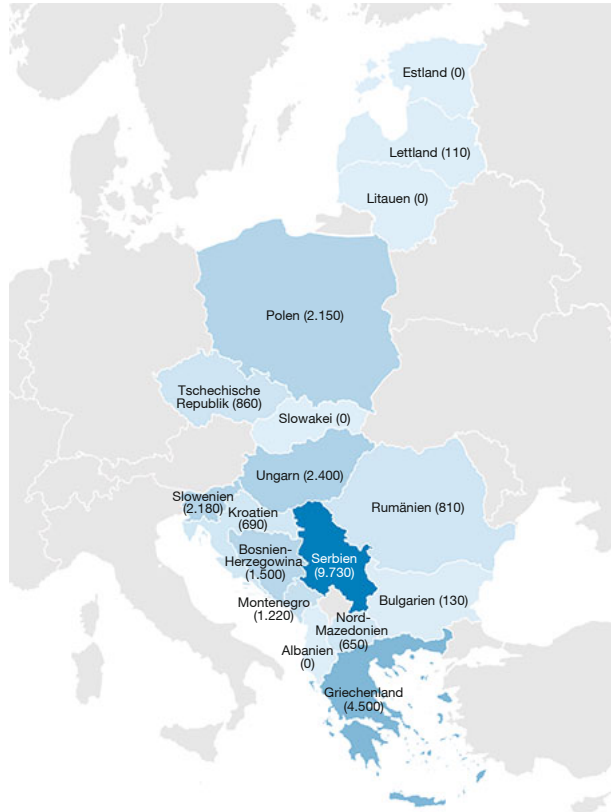 Estland (0)
Lettland (110)
Litauen (0)
Polen (2.150)
Tschechische
Republik (860)
Slowakei (0)
Ungarn (2.400)
Slowenien
(2.180)
Kroatien
(690)
Rumänien (810)
Bosnien-
Herzegowina
(1.500)
Serbien
(9.730)
Montenegro
(1.220)
Bulgarien (130)
Nord-
Mazedonien
(650)
Albanien
(0)
Griechenland
(4.500)